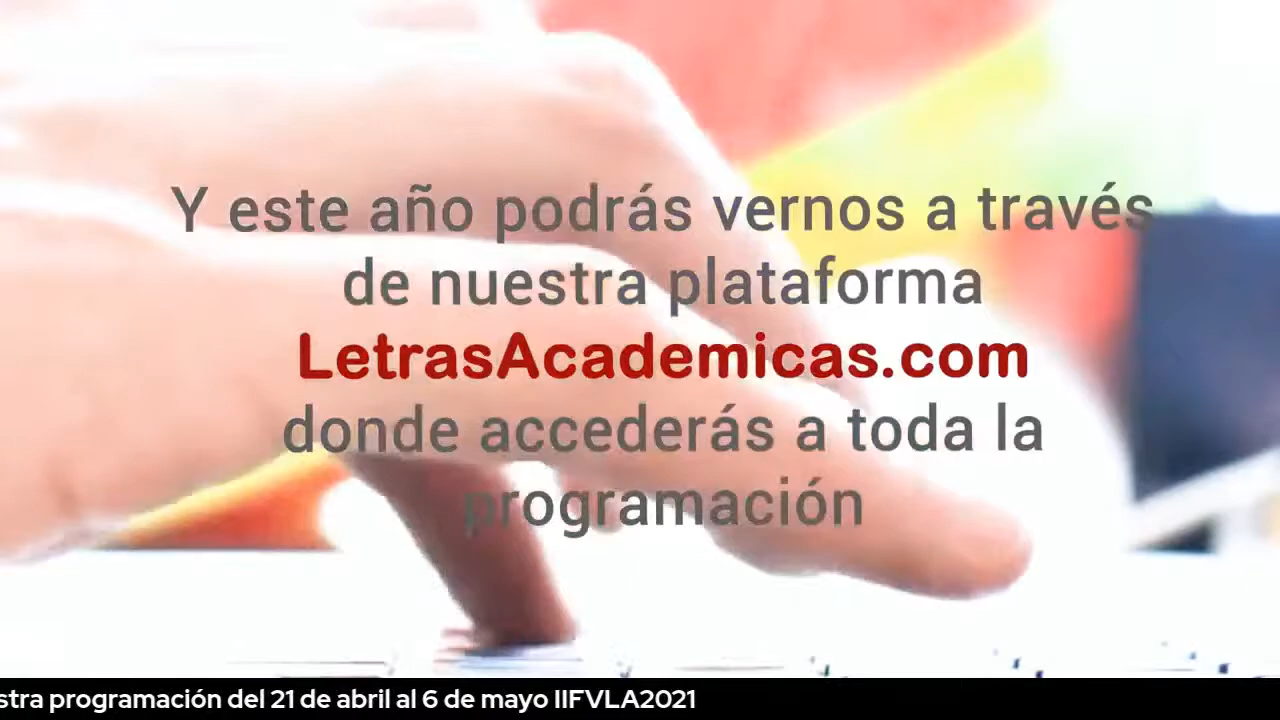 Y este año podrás vernos a través
de nuestra plataforma
LetrasAcademicas.com
donde accederás a toda la
programación
programación del 21 de abril al 6 de mayo IIFVLA2021